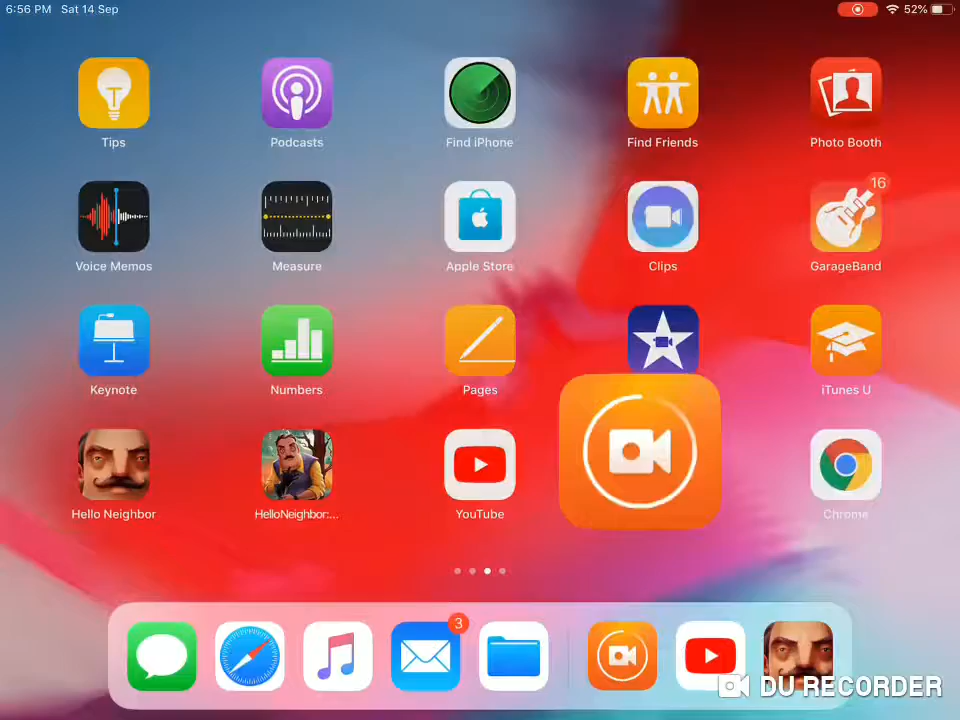 6:56 PM Sat 14 Sep 52%
Tips Podcasts Find iPhone Find Friends Photo Booth
16
Voice Memos Measure Apple Store Clips GarageBand
Keynote Numbers Pages iTunes U
Hello Neighbor HelloNeighbor:... YouTube Chrome
3
DU RECORDER